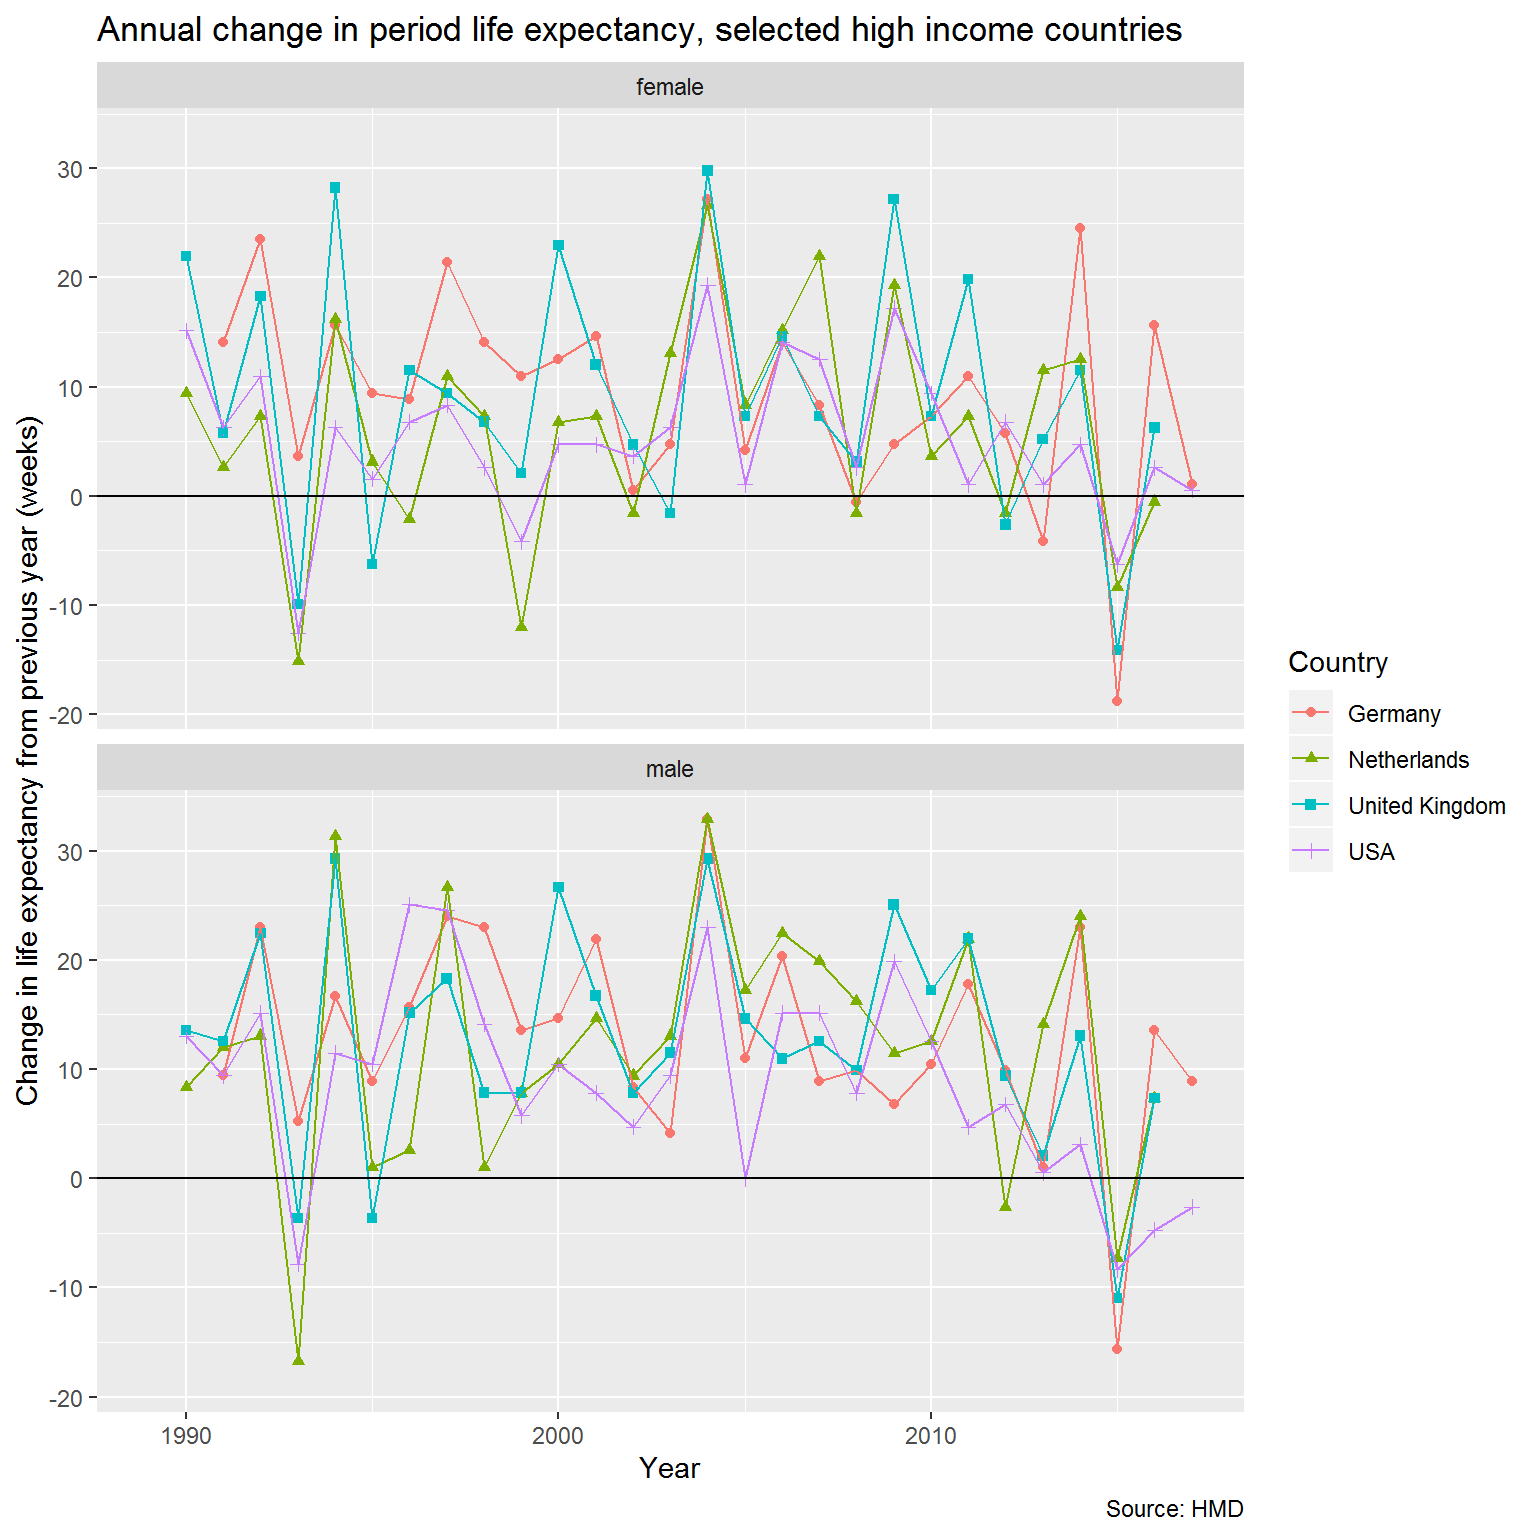 Annual change in period life expectancy, selected high income countries
female
30
20
10
0
-10
-20
male
30
20
10
0
-10
-20
1990 2000 2010
Year
Change in life expectancy from previous year (weeks)
Country
Germany
Netherlands
United Kingdom
USA
Source: HMD